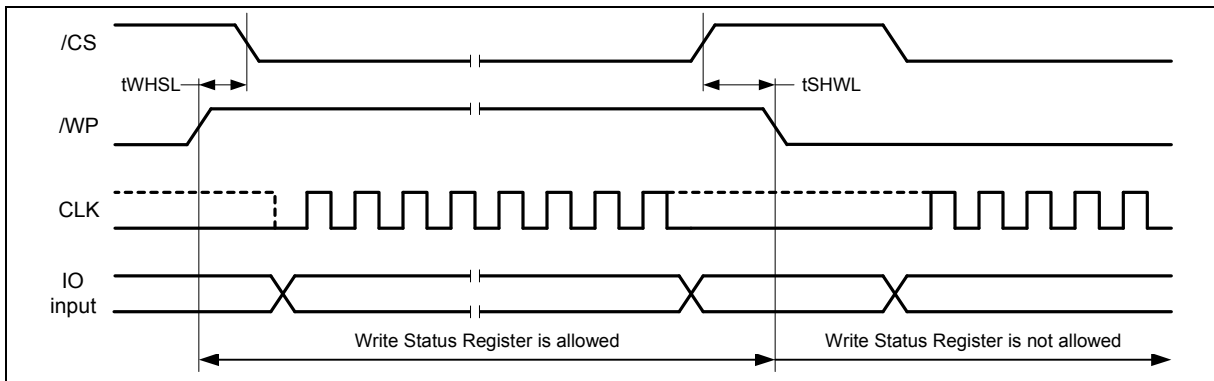 /CS
tWHSL
tSHWL
/WP
CLK
IO
input
Write Status Register is allowed
Write Status Register is not allowed